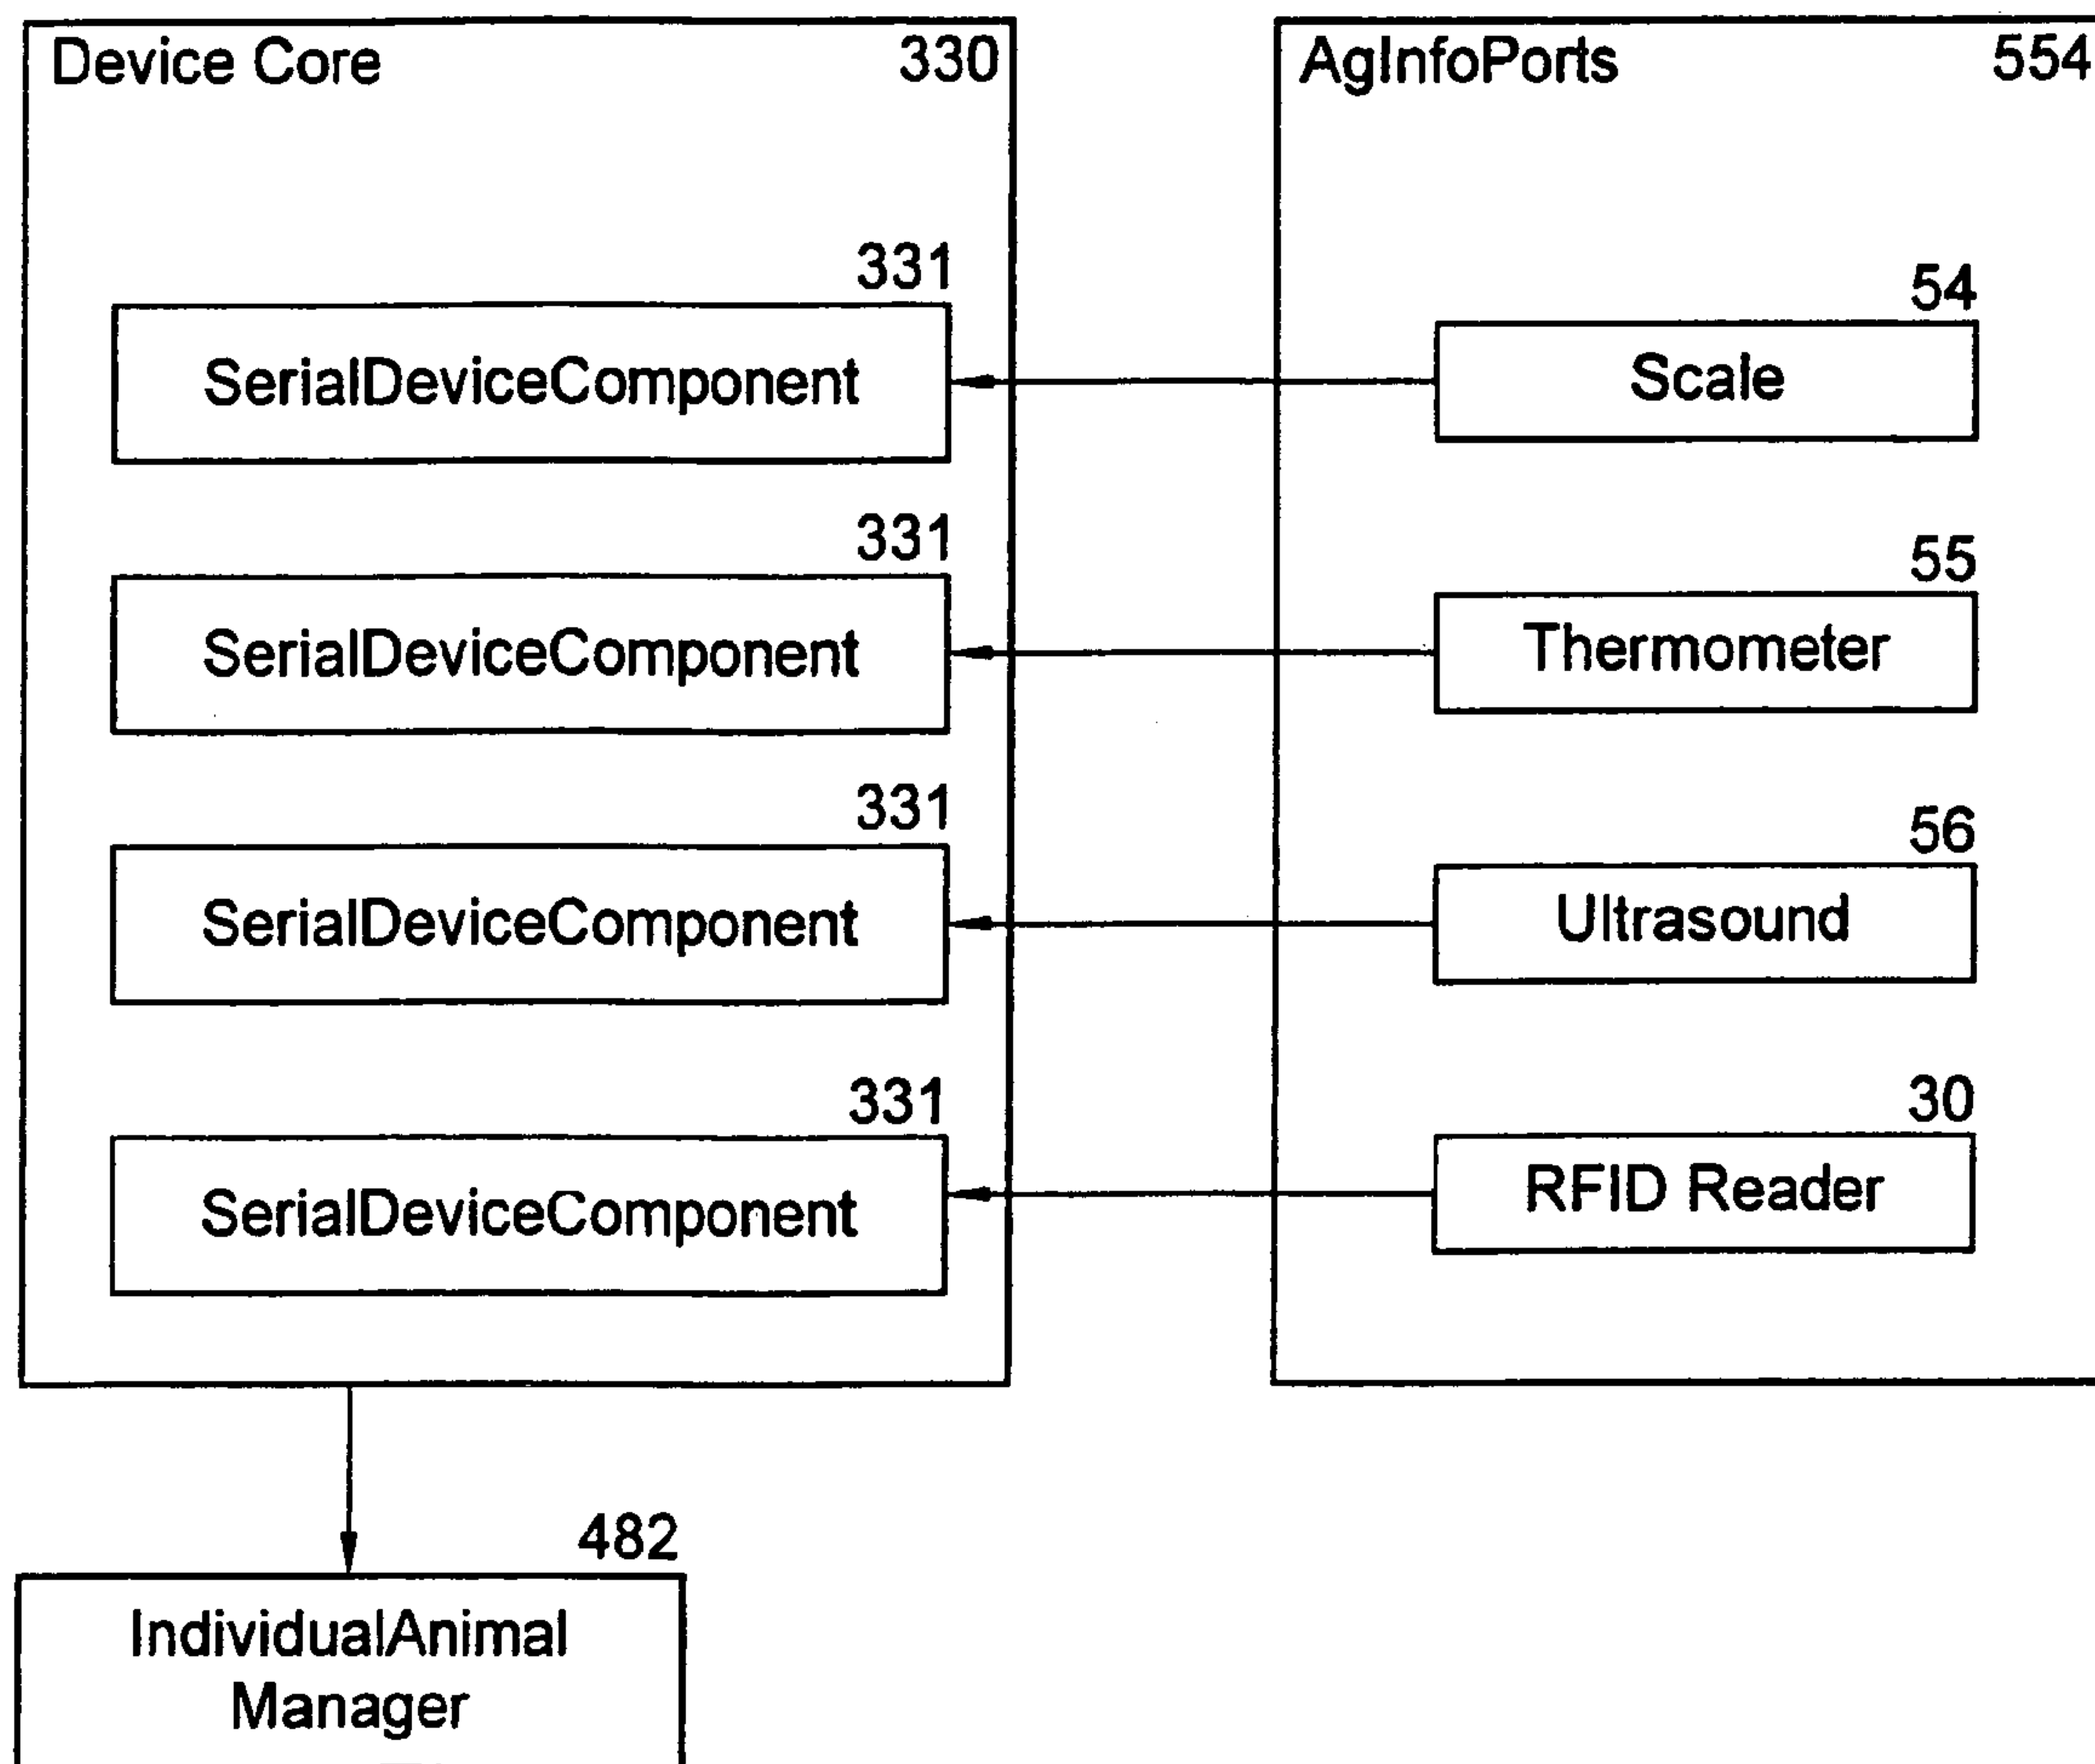 Device Core 330
331
SerialDeviceComponent
331
SerialDeviceComponent
331
SerialDeviceComponent
331
SerialDeviceComponent
AgInfoPorts 554
54
Scale
55
Thermometer
56
Ultrasound
30
RFID Reader
482
IndividualAnimal
Manager